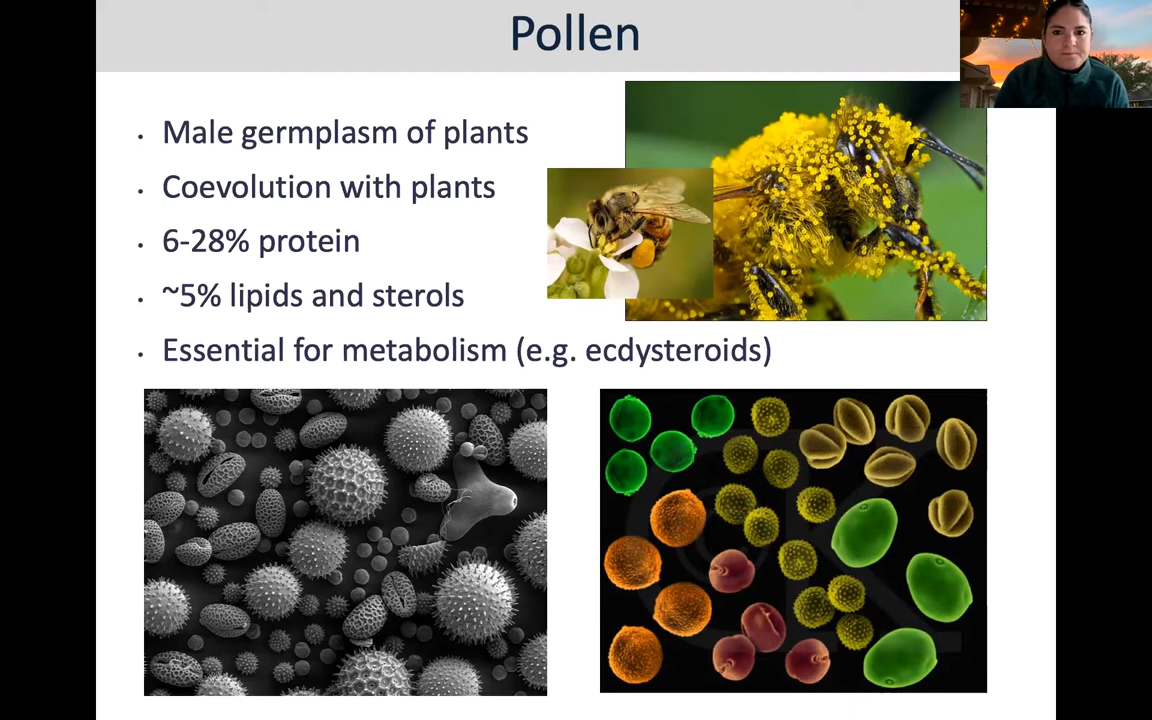 Pollen
• Male germplasm of plants
• Coevolution with plants
• 6-28% protein
• ~5% lipids and sterols
• Essential for metabolism (e.g. ecdysteroids)